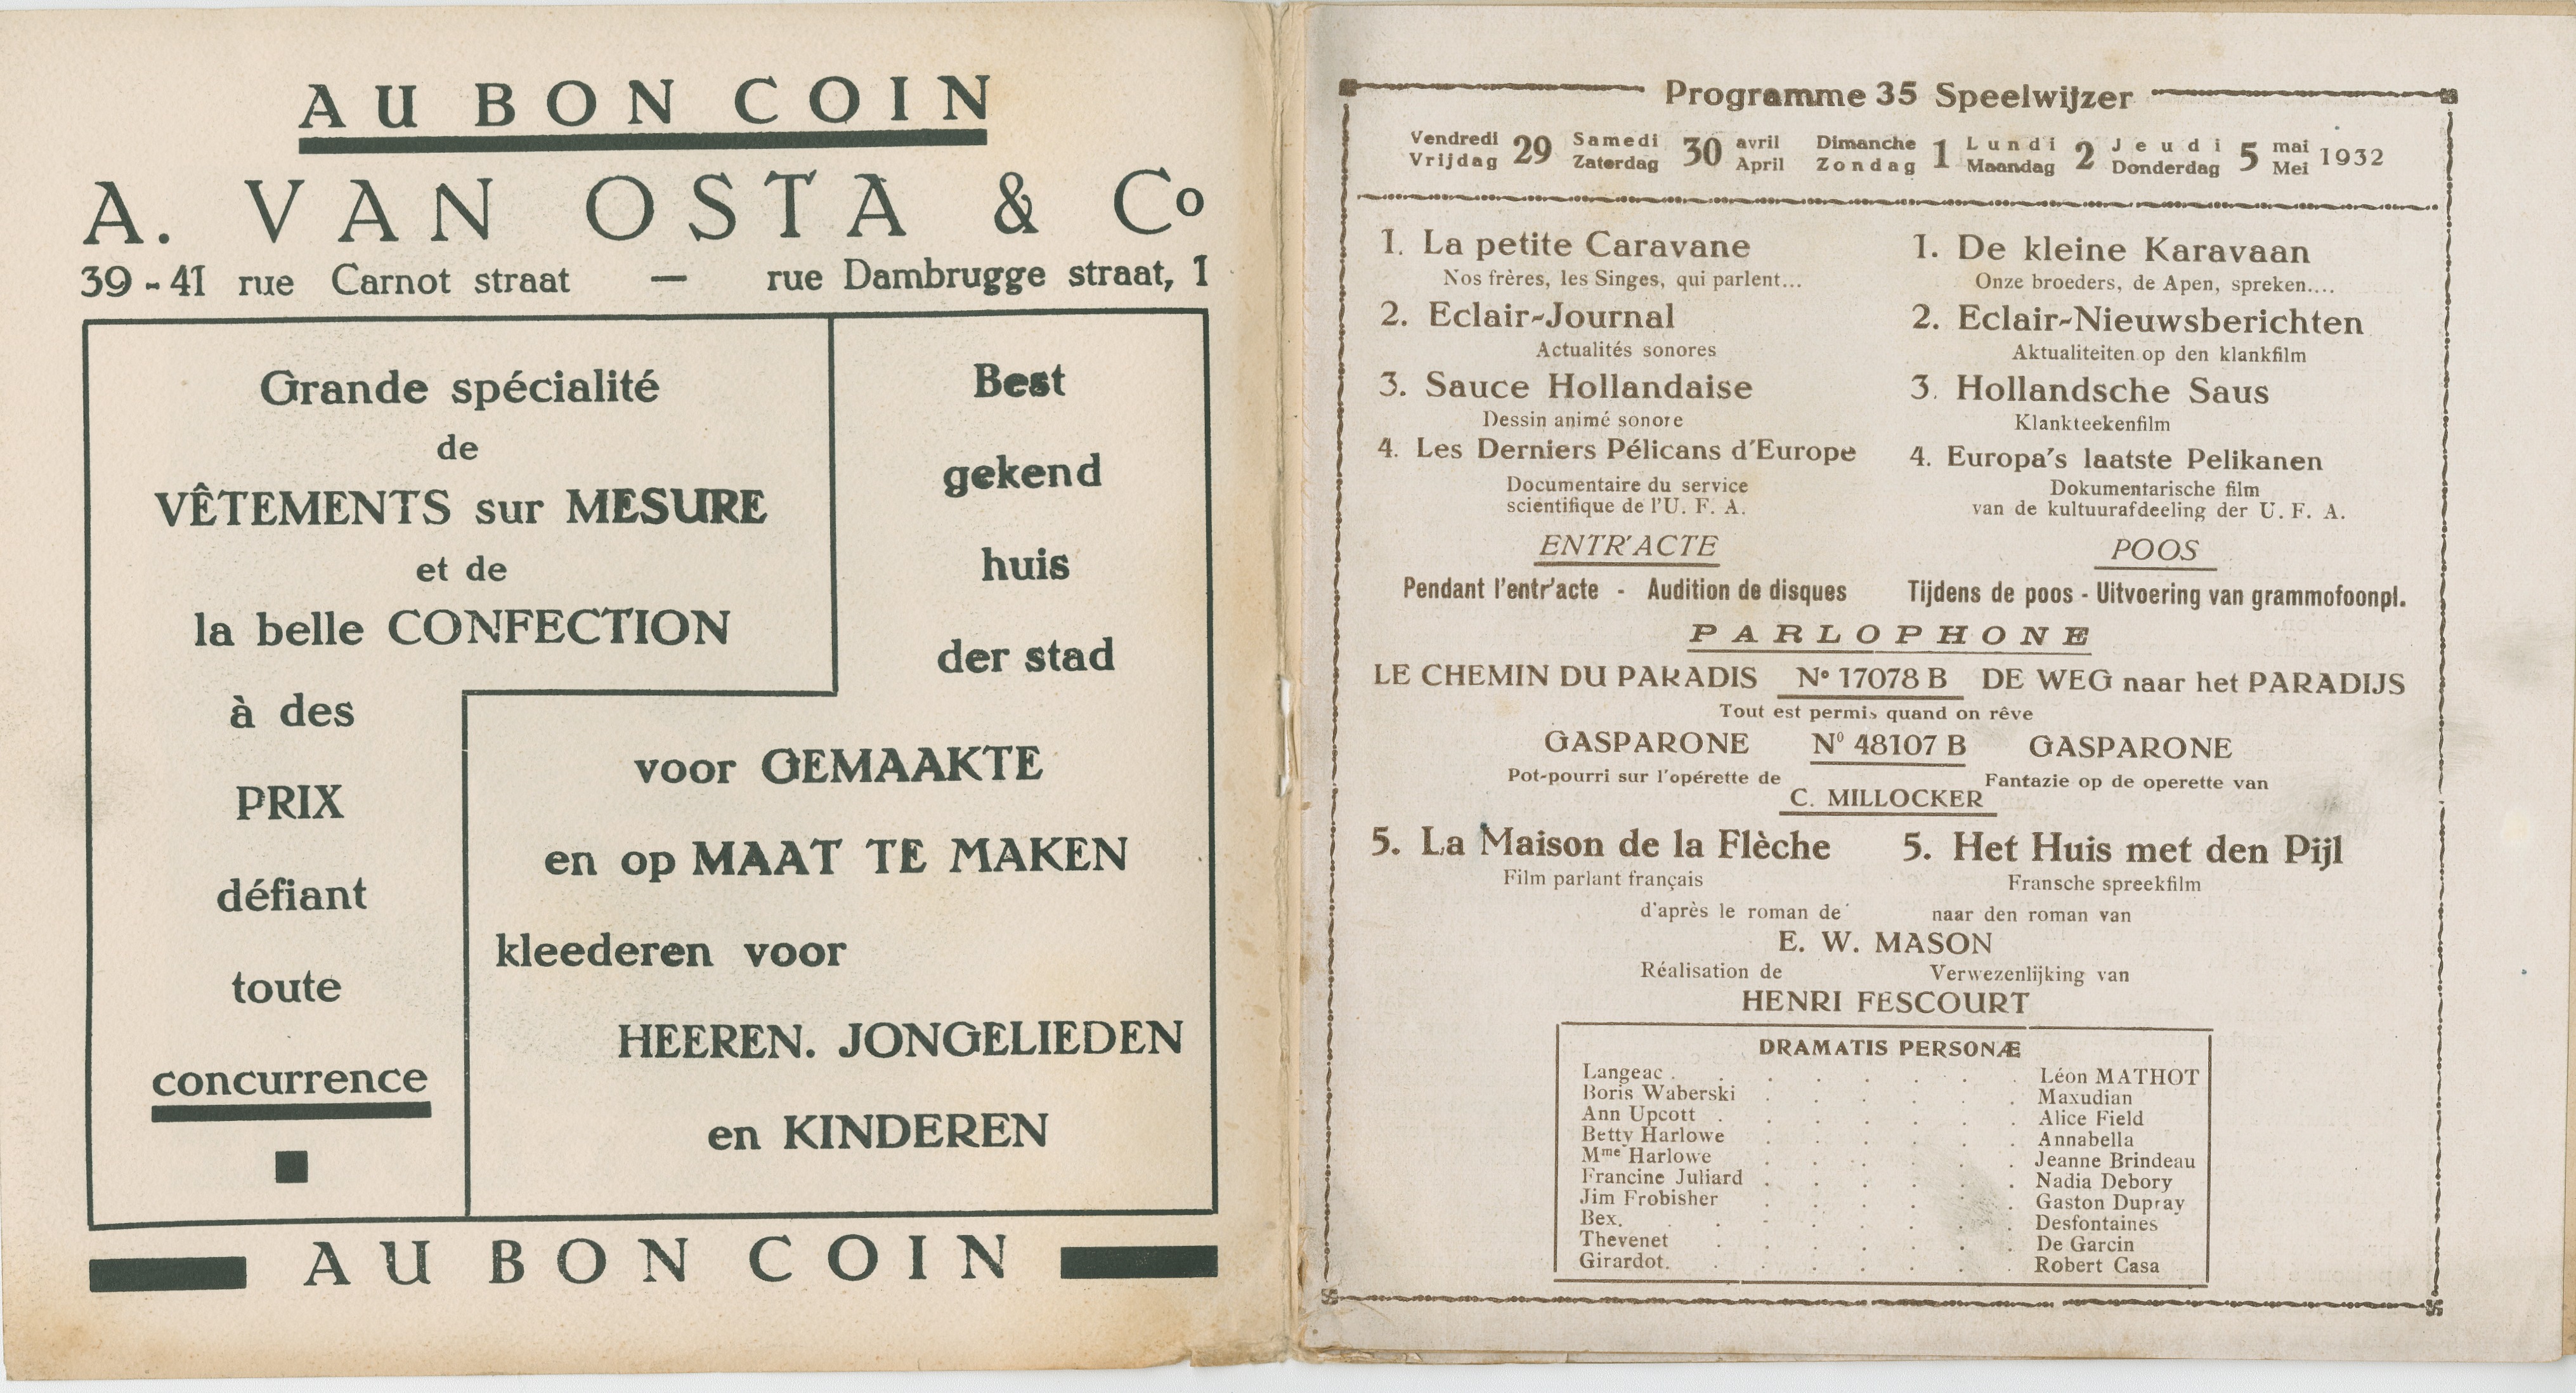 AU BON COIN
A. VAN OSTA & Co
39-41 rue Carnot straat — rue Dambrugge straat, 1
Grande spécialité
de
VÊTEMENTS sur MESURE
et de
la belle CONFECTION
à des
PRIX
défiant
toute
concurrence
Best
gekend
huis
der stad
voor GEMAAKTE
en op MAAT TE MAKEN
kleederen voor
HEEREN. JONGELIEDEN
en KINDEREN
AU BON COIN
Programme 35 Speelwijzer
Vendredi Vrijdag 29 Samedi Zaterdag 30 avril April Dimanche Zondag 1 Lundi Maandag 2 Jeudi Donderdag 5 mai Mei 1932
1. La petite Caravane
Nos frères, les Singes, qui parlent...
2. Eclair-Journal
Actualités sonores
3. Sauce Hollandaise
Dessin animé sonore
4. Les Derniers Pélicans d'Europe
Documentaire du service
scientifique de l'U. F. A.
ENTR'ACTE
Pendant l'entr'acte - Audition de disques
1. De kleine Karavaan
Onze broeders, de Apen, spreken....
2. Eclair-Nieuwsberichten
Aktualiteiten op den klankfilm
3. Hollandsche Saus
Klankteekenfilm
4. Europa's laatste Pelikanen
Dokumentarische film
van de kultuurafdeeling der U. F. A.
POOS
Tijdens de poos - Uitvoering van grammofoonpl.
PARLOPHONE
LE CHEMIN DU PARADIS N° 17078 B DE WEG naar het PARADIJS
Tout est permis quand on rêve
GASPARONE N° 48107 B GASPARONE
Pot-pourri sur l'opérette de Fantazie op de operette van
C. MILLOCKER
5. La Maison de la Flèche 5. Het Huis met den Pijl
Film parlant français Fransche spreekfilm
d'après le roman de naar den roman van
E. W. MASON
Réalisation de Verwezenlijking van
HENRI FESCOURT
DRAMATIS PERSONÆ
Langeac . . . . . . . Léon MATHOT
Boris Waberski . . . . . . Maxudian
Ann Upcott . . . . . . . Alice Field
Betty Harlowe . . . . . . Annabella
Mme Harlowe . . . . . . Jeanne Brindeau
Francine Juliard . . . . . . Nadia Debory
Jim Frobisher . . . . . . Gaston Dupray
Bex. . . . . . . . Desfontaines
Thevenet . . . . . . . De Garcin
Girardot. . . . . . . . Robert Casa